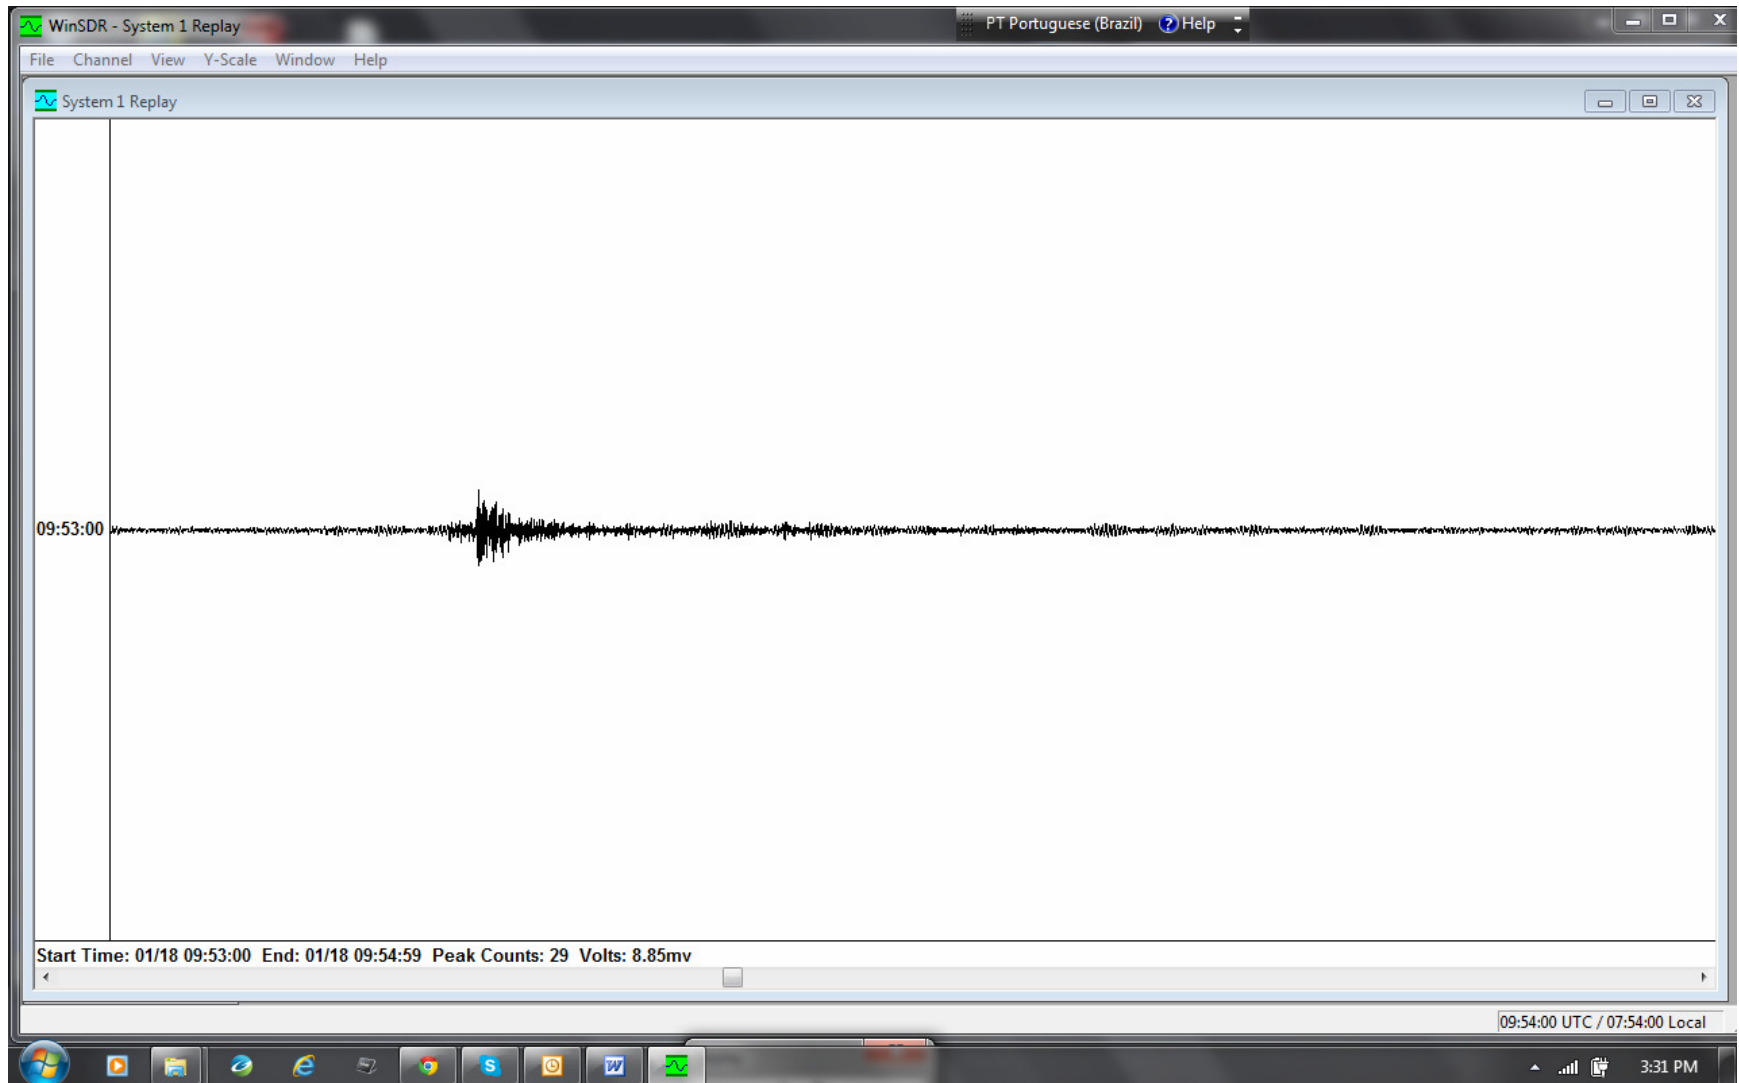 WinSDR - System 1 Replay
PT Portuguese (Brazil) Help
File Channel View Y-Scale Window Help
System 1 Replay
09:53:00
Start Time: 01/18 09:53:00 End: 01/18 09:54:59 Peak Counts: 29 Volts: 8.85mv
09:54:00 UTC / 07:54:00 Local
3:31 PM